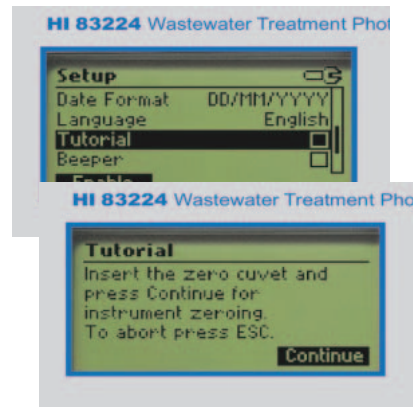 HI 83224 Wastewater Treatment Phot
Setup
Date Format DD/MM/YYYY
Language English
Tutorial
Beeper
Enable
HI 83224 Wastewater Treatment Pho
Tutorial
Insert the zero cuvet and
press Continue for
instrument zeroing.
To abort press ESC.
Continue